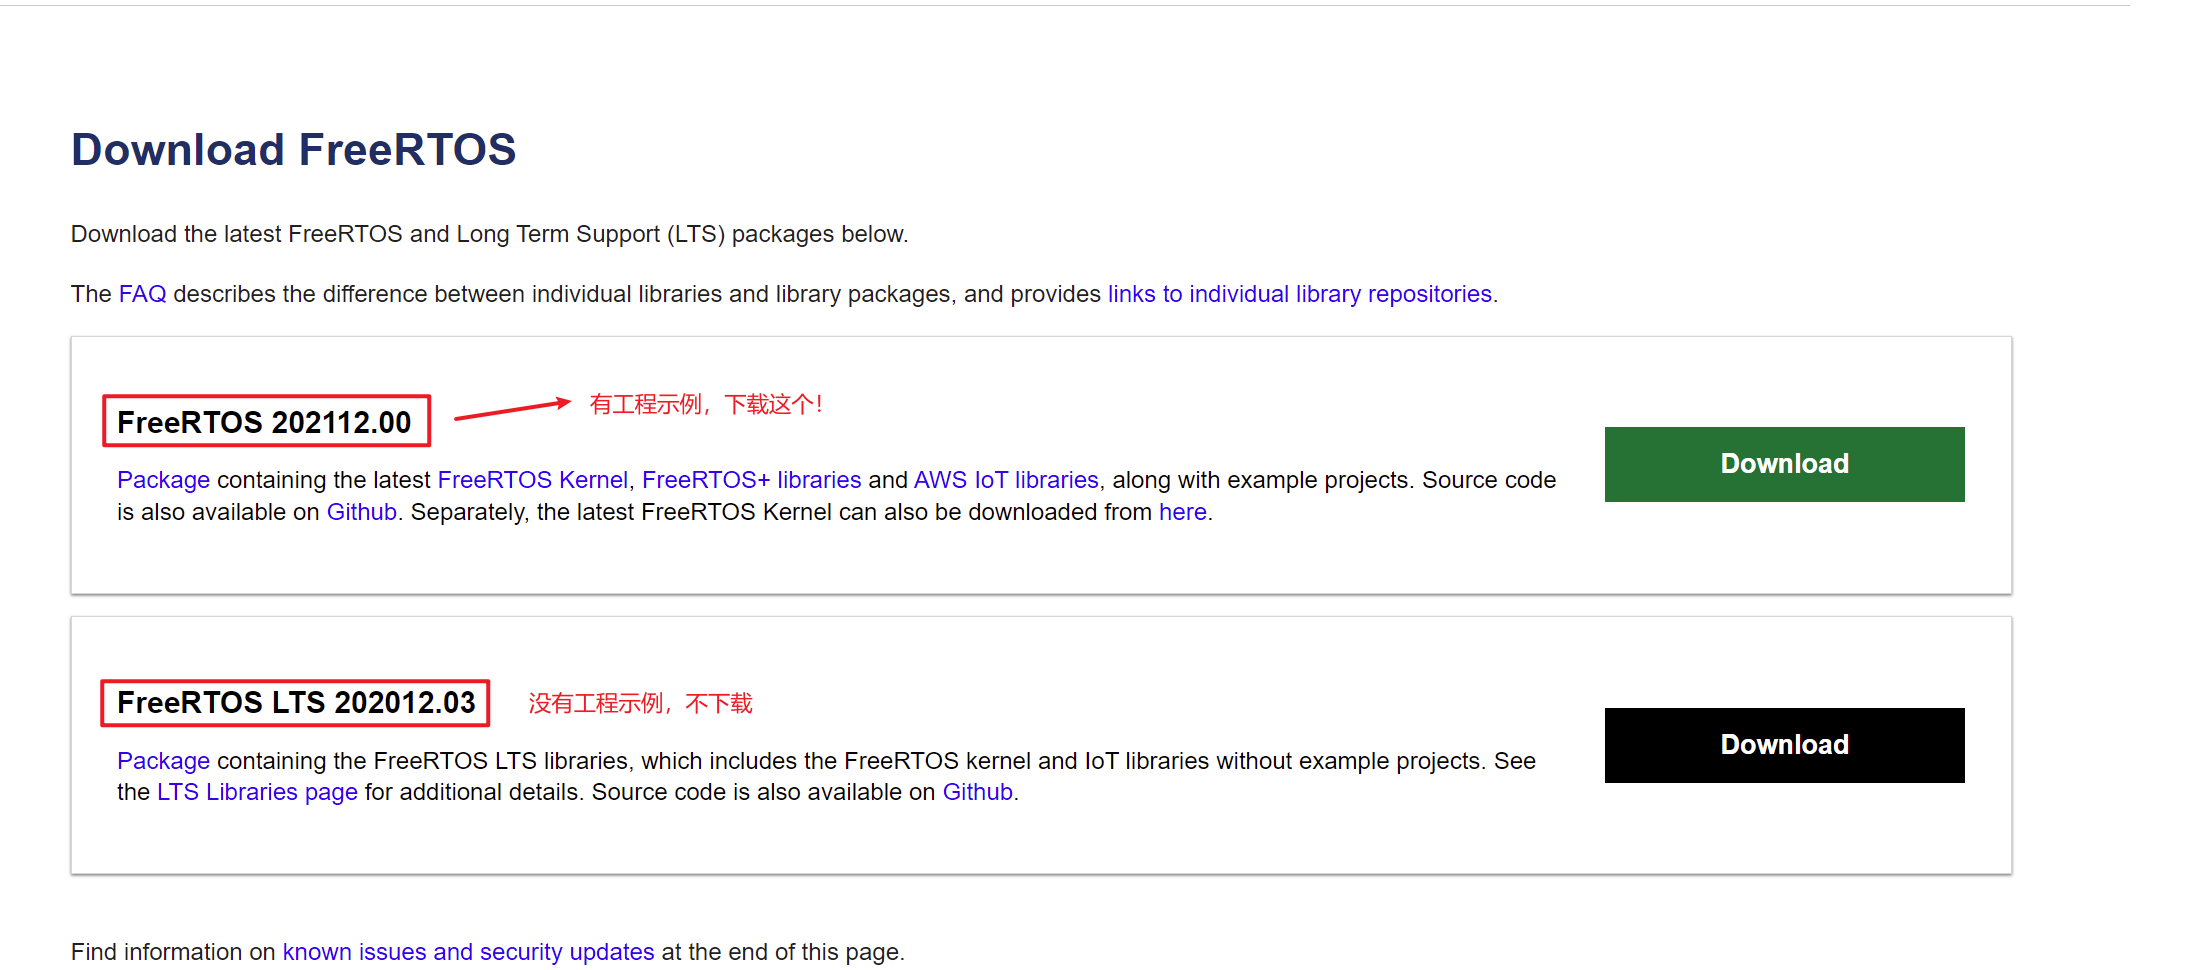 Download FreeRTOS
Download the latest FreeRTOS and Long Term Support (LTS) packages below.
The FAQ describes the difference between individual libraries and library packages, and provides links to individual library repositories.
FreeRTOS 202112.00
有工程示例，下载这个！
Package containing the latest FreeRTOS Kernel, FreeRTOS+ libraries and AWS IoT libraries, along with example projects. Source code
is also available on Github. Separately, the latest FreeRTOS Kernel can also be downloaded from here.
Download
FreeRTOS LTS 202012.03
没有工程示例，不下载
Package containing the FreeRTOS LTS libraries, which includes the FreeRTOS kernel and IoT libraries without example projects. See
the LTS Libraries page for additional details. Source code is also available on Github.
Download
Find information on known issues and security updates at the end of this page.